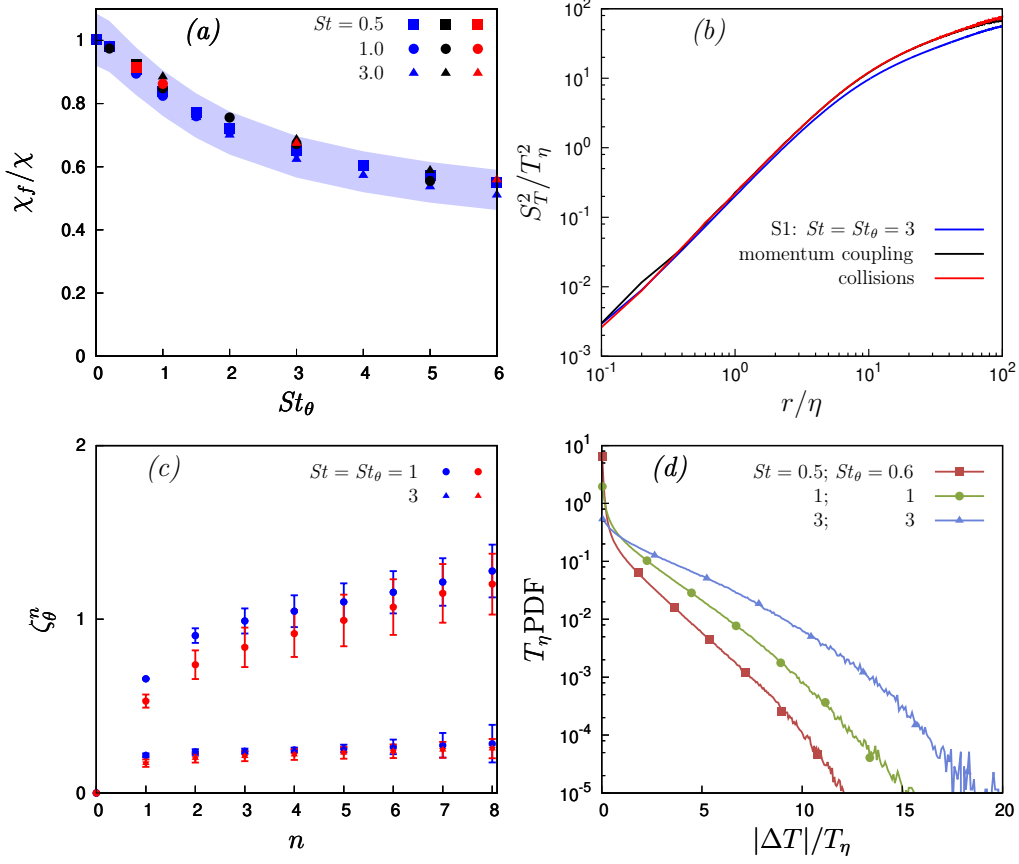 (a)
St = 0.5
1.0
3.0
1
0.8
0.6
0.4
0.2
0
χf/χ
0 1 2 3 4 5 6
Stθ
(b)
10^2
10^1
10^0
10^-1
10^-2
10^-3
S_T^2/T_η^2
S1: St = Stθ = 3
momentum coupling
collisions
10^-1 10^0 10^1 10^2
r/η
(c)
St = Stθ = 1
3
2
1
0
ζ_θ^n
0 1 2 3 4 5 6 7 8
n
(d)
St = 0.5; Stθ = 0.6
1; 1
3; 3
10^1
10^0
10^-1
10^-2
10^-3
10^-4
10^-5
TηPDF
0 5 10 15 20
|ΔT|/Tη